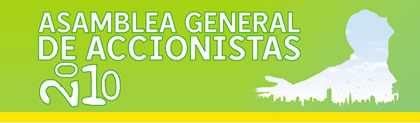 ASAMBLEA GENERAL
DE ACCIONISTAS
2010